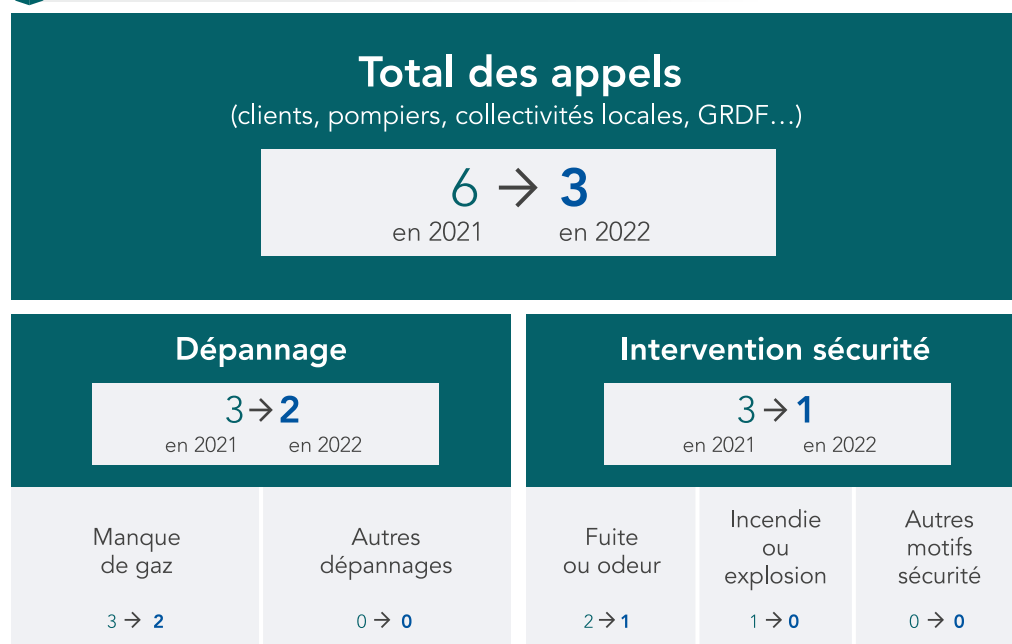 Total des appels
(clients, pompiers, collectivités locales, GRDF…)
6 → 3
en 2021 en 2022
Dépannage
3 → 2
en 2021 en 2022
Manque
de gaz
3 → 2
Autres
dépannages
0 → 0
Intervention sécurité
3 → 1
en 2021 en 2022
Fuite
ou odeur
2 → 1
Incendie
ou
explosion
1 → 0
Autres
motifs
sécurité
0 → 0